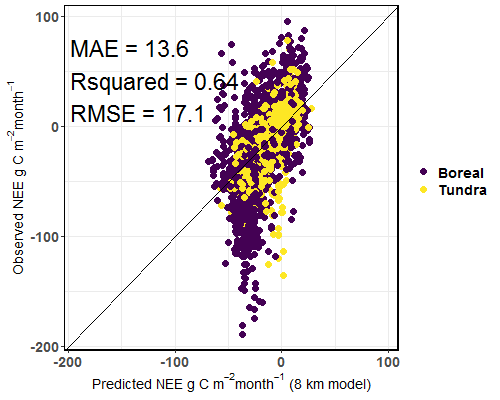 MAE = 13.6
Rsquared = 0.64
RMSE = 17.1
100
0
-100
-200
-200
-100
0
100
Observed NEE g C m⁻²month⁻¹
Predicted NEE g C m⁻²month⁻¹ (8 km model)
Boreal
Tundra